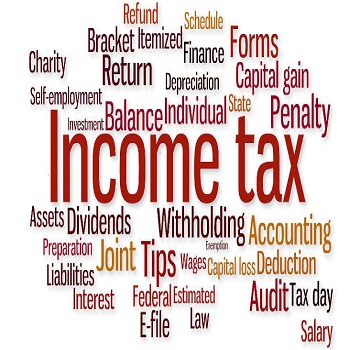 Refund
Schedule
Bracket Itemized Forms
Charity
Finance
Return
Depreciation
Capital gain
Self-employment
State
Investment
Balance Individual Penalty
Income tax
Assets Dividends Withholding Accounting
Preparation
Joint
Tips
Exemption
Wages
Capital loss
Deduction
Liabilities
Interest
Federal
Estimated
Audit
Tax day
E-file
Law
Salary